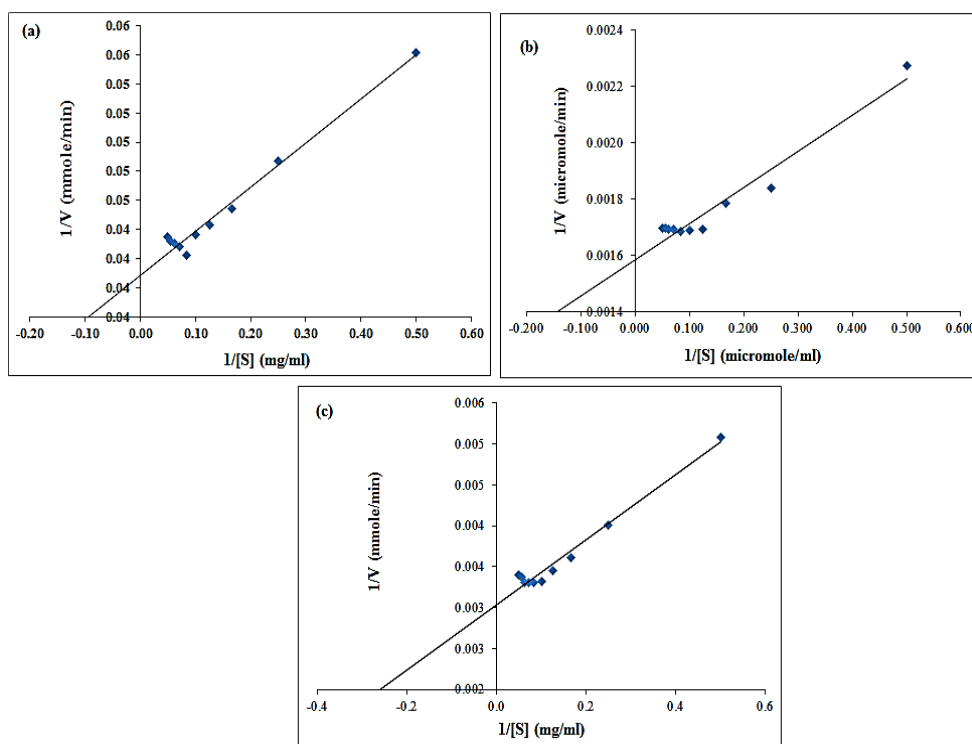 (a)
0.06
0.06
0.05
0.05
0.05
0.05
0.05
0.04
0.04
0.04
0.04
1/V (mmole/min)
-0.20 -0.10 0.00 0.10 0.20 0.30 0.40 0.50 0.60
1/[S] (mg/ml)
(b)
0.0024
0.0022
0.0020
0.0018
0.0016
0.0014
1/V (micromole/min)
-0.200 -0.100 0.000 0.100 0.200 0.300 0.400 0.500 0.600
1/[S] (micromole/ml)
(c)
0.006
0.005
0.005
0.004
0.004
0.003
0.003
0.002
1/V (mmole/min)
-0.4 -0.2 0.0 0.2 0.4 0.6
1/[S] (mg/ml)